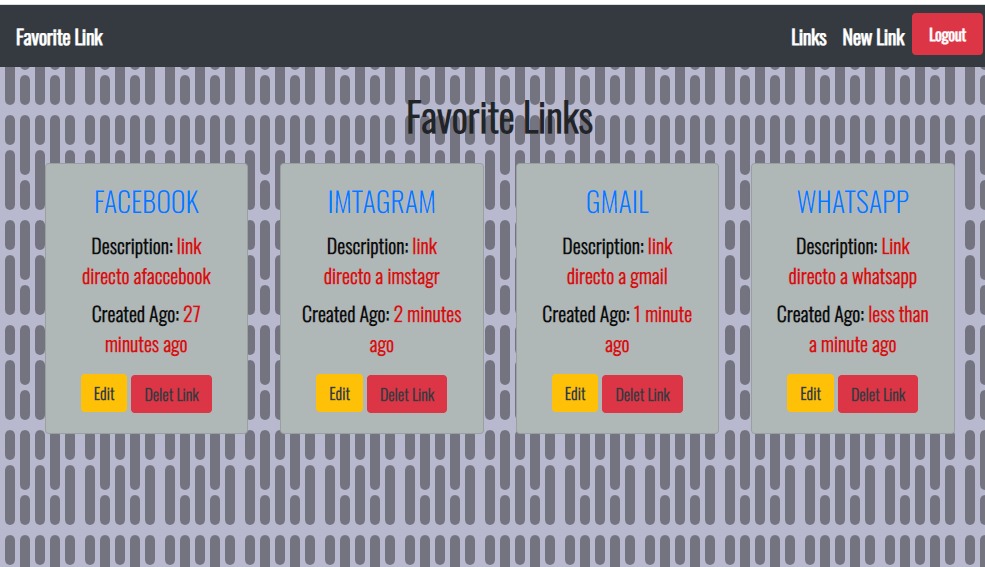 Favorite Link
Links New Link Logout
Favorite Links
FACEBOOK
Description: link
directo afaccebook
Created Ago: 27
minutes ago
Edit Delet Link
IMTAGRAM
Description: link
directo a imstagr
Created Ago: 2 minutes
ago
Edit Delet Link
GMAIL
Description: link
directo a gmail
Created Ago: 1 minute
ago
Edit Delet Link
WHATSAPP
Description: Link
directo a whatsapp
Created Ago: less than
a minute ago
Edit Delet Link